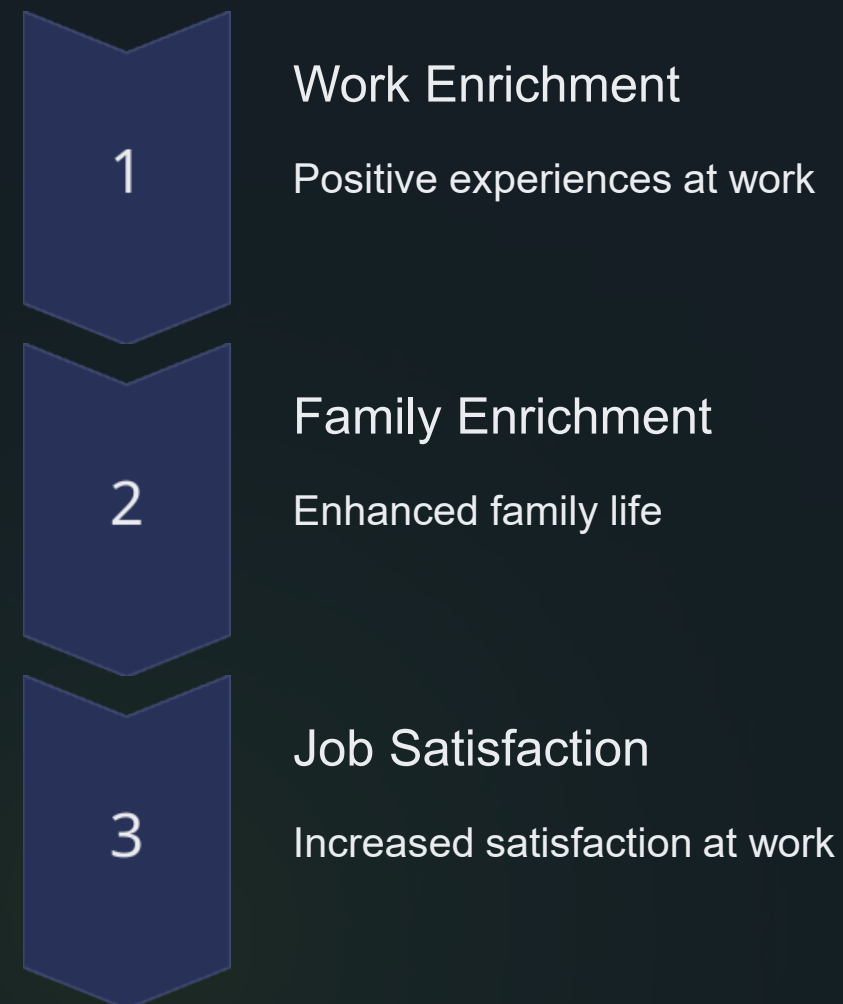 1
Work Enrichment
Positive experiences at work
2
Family Enrichment
Enhanced family life
3
Job Satisfaction
Increased satisfaction at work